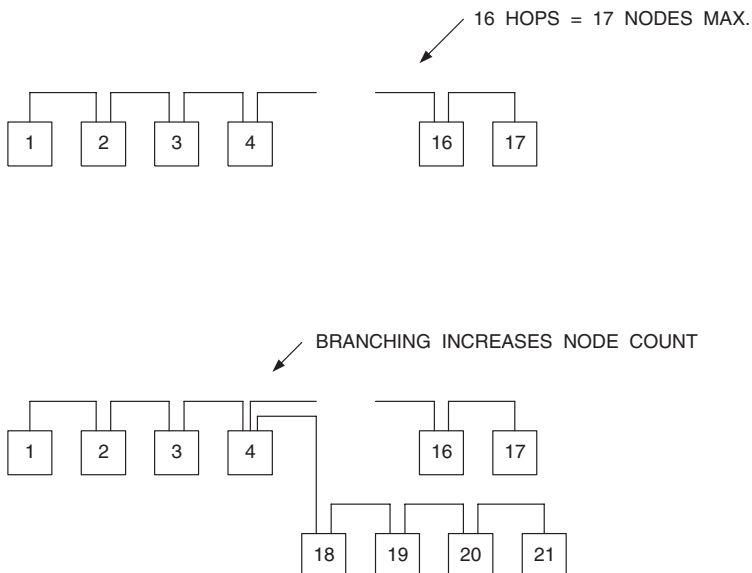 16 HOPS = 17 NODES MAX.
1 2 3 4 16 17
BRANCHING INCREASES NODE COUNT
1 2 3 4 16 17
18 19 20 21